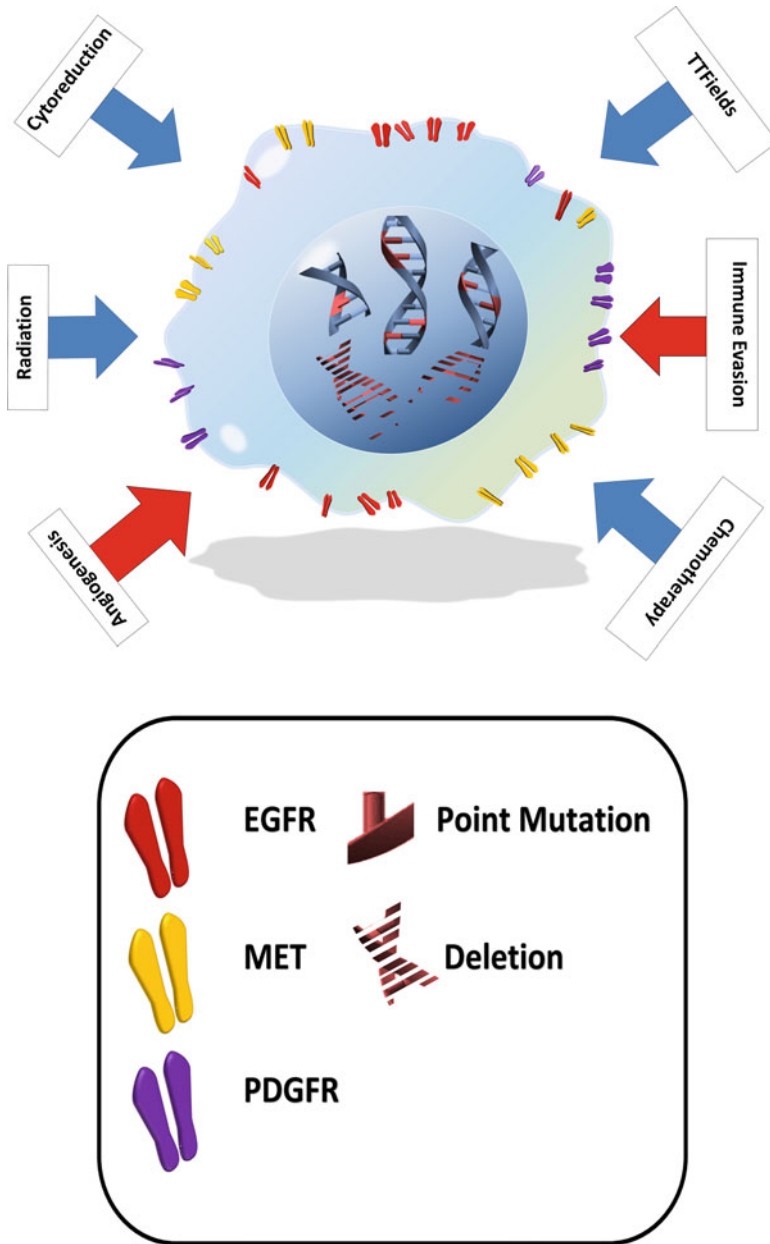 Cytoreduction
TTFields
Radiation
Immune Evasion
Angiogenesis
Chemotherapy
EGFR
Point Mutation
MET
Deletion
PDGFR